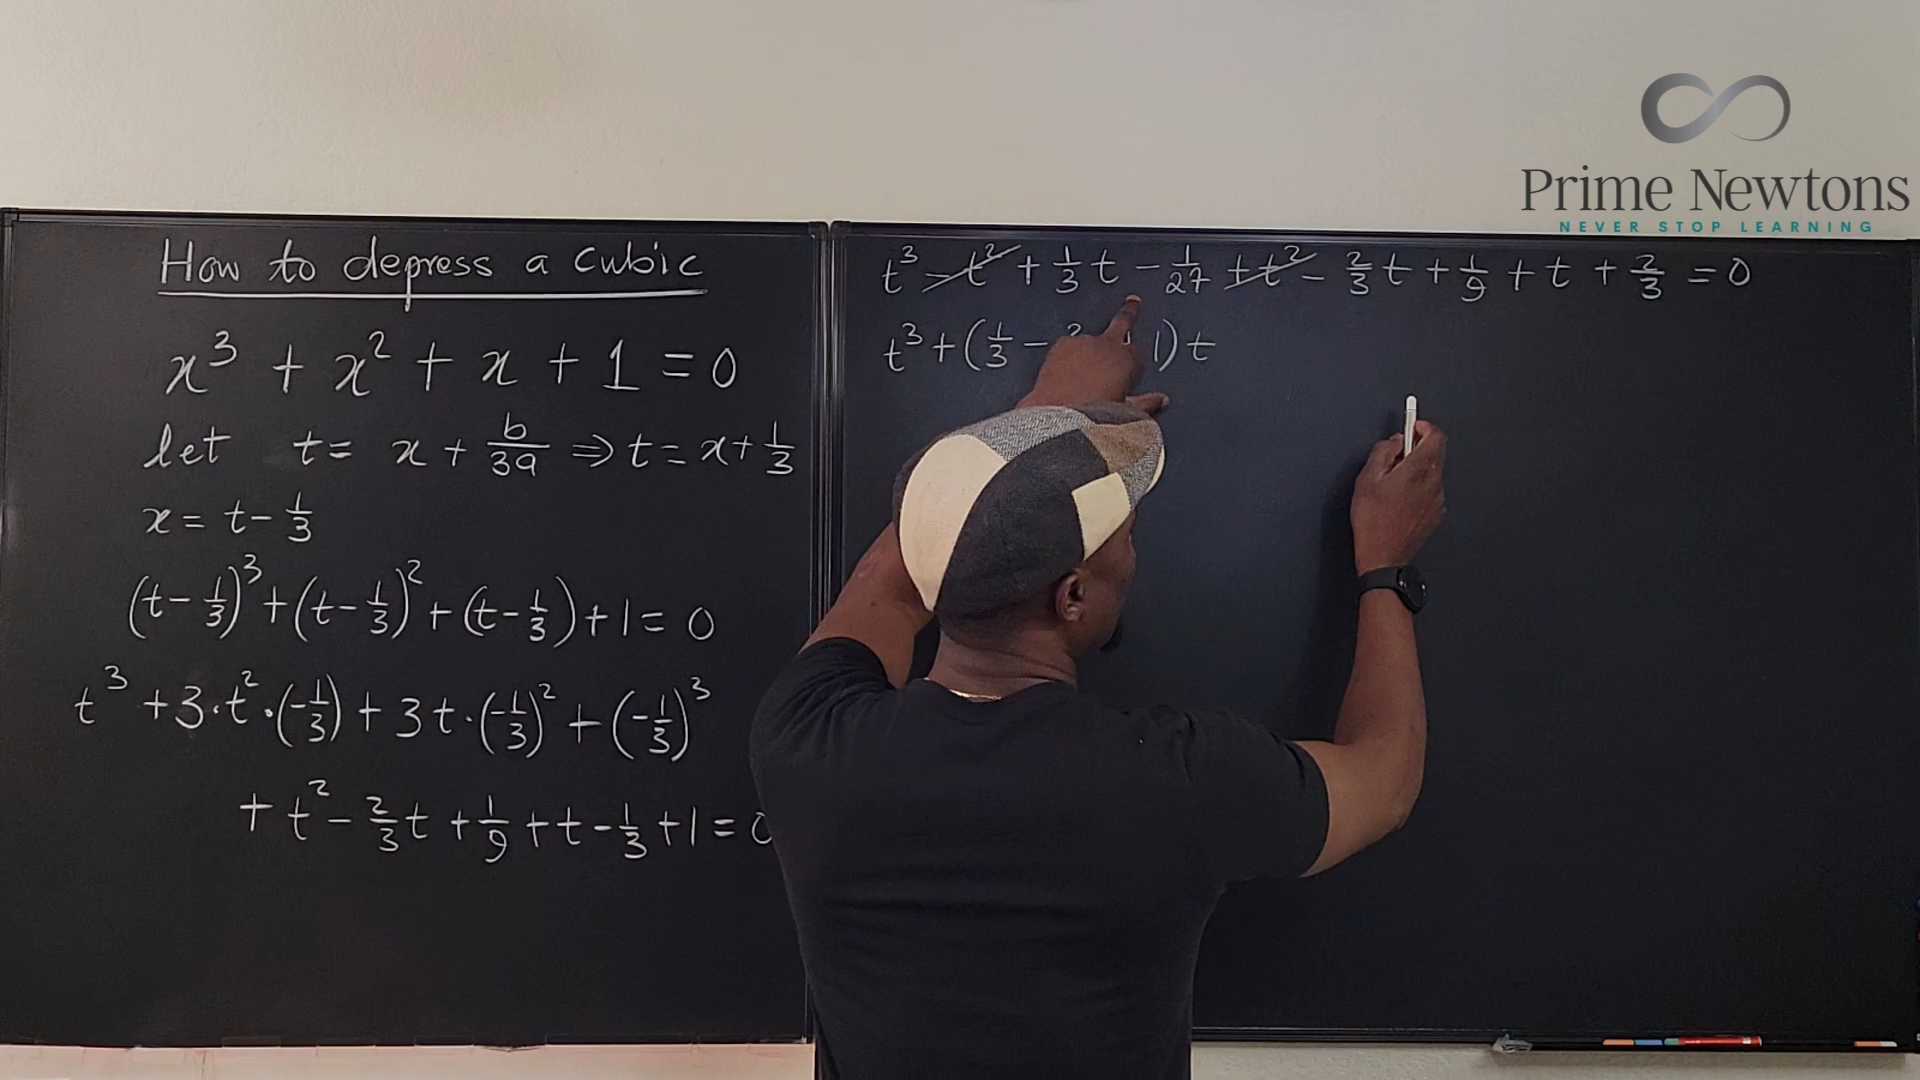 Prime Newtons
NEVER STOP LEARNING
How to depress a cubic
x³ + x² + x + 1 = 0
let t = x + b/3a ⇒ t = x + 1/3
x = t - 1/3
(t - 1/3)³ + (t - 1/3)² + (t - 1/3) + 1 = 0
t³ + 3·t²·(-1/3) + 3t·(-1/3)² + (-1/3)³
+ t² - 2/3 t + 1/9 + t - 1/3 + 1 = 0
t³ - t² + 1/3 t - 1/27 + t² - 2/3 t + 1/9 + t + 2/3 = 0
t³ + (1/3 - 2 + 1) t